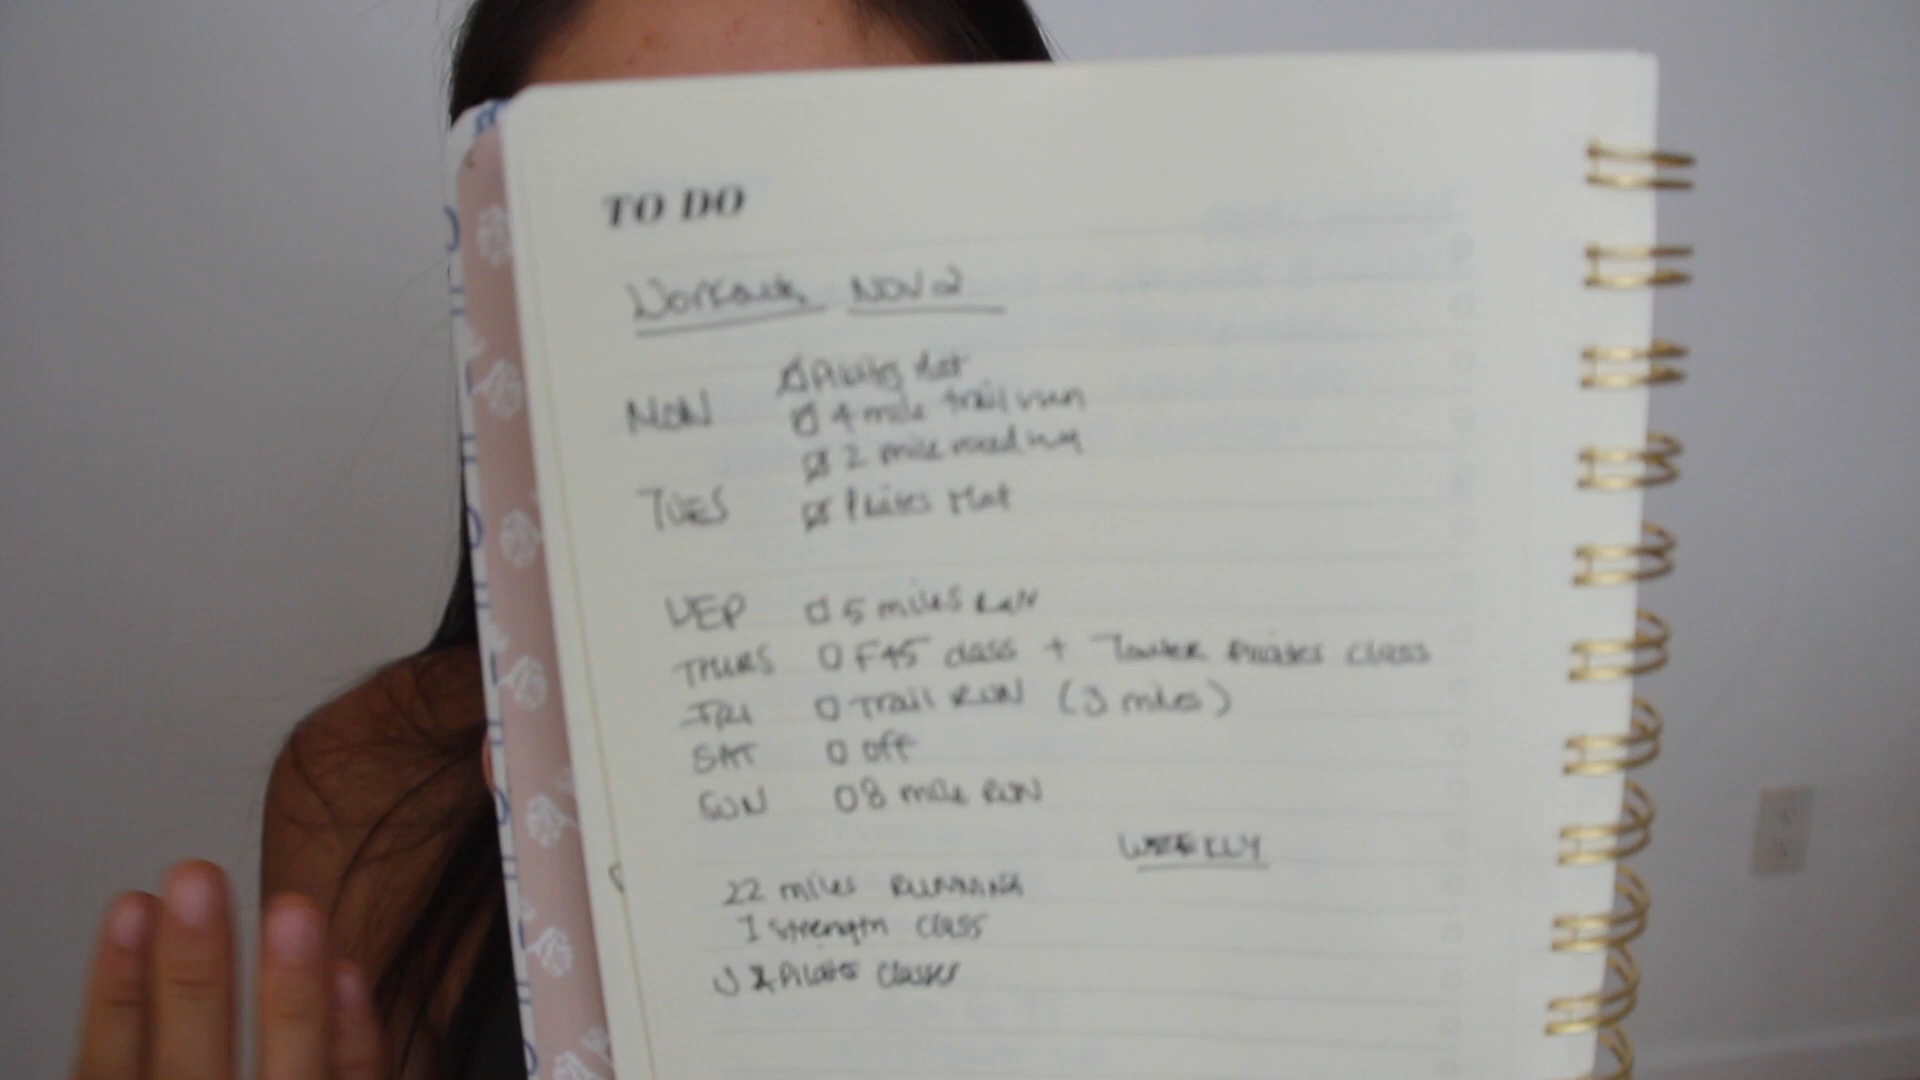 TO DO
Workouts NOV 2
Pilates Mat
MON 4 mile trail run
2 mile road run
TUES Pilates Mat
WED 5 miles RUN
THURS F45 class + Tower Pilates class
FRI Trail RUN (3 miles)
SAT off
SUN 8 mile RUN
WEEKLY
22 miles RUNNING
1 Strength class
Pilates classes